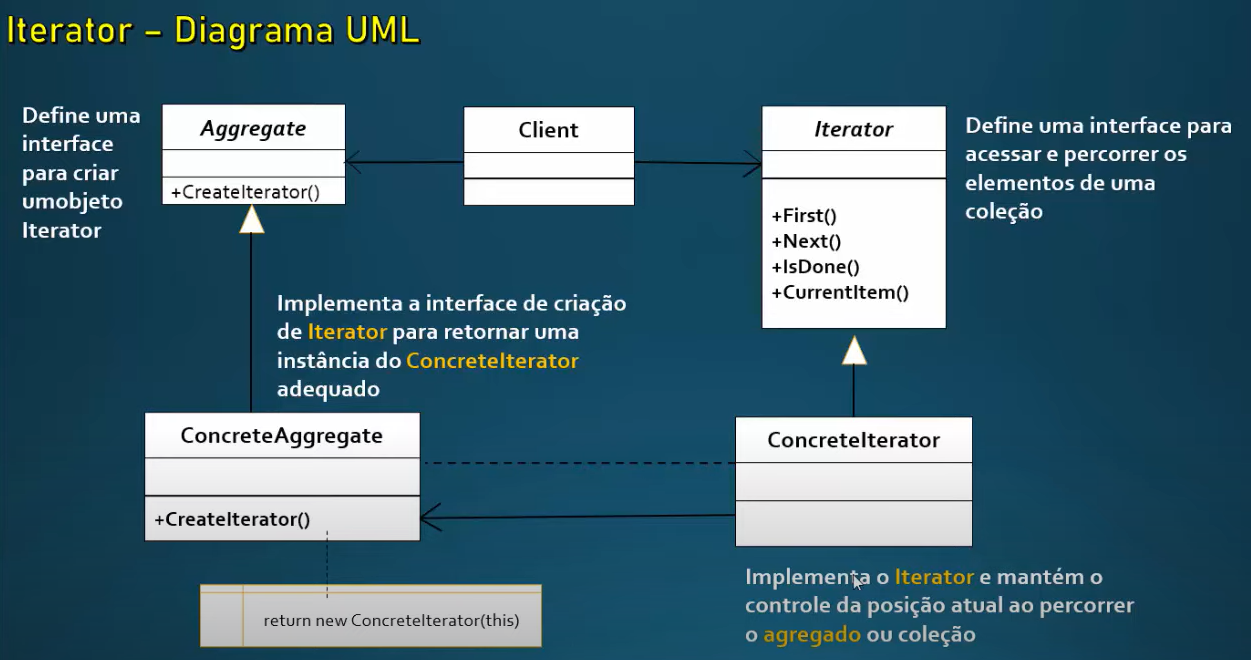 Iterator – Diagrama UML
Define uma
interface
para criar
umobjeto
Iterator
Aggregate
+CreateIterator()
Client
Iterator
+First()
+Next()
+IsDone()
+CurrentItem()
Define uma interface para
acessar e percorrer os
elementos de uma
coleção
Implementa a interface de criação
de Iterator para retornar uma
instância do ConcreteIterator
adequado
ConcreteAggregate
+CreateIterator()
ConcreteIterator
return new ConcreteIterator(this)
Implementa o Iterator e mantém o
controle da posição atual ao percorrer
o agregado ou coleção